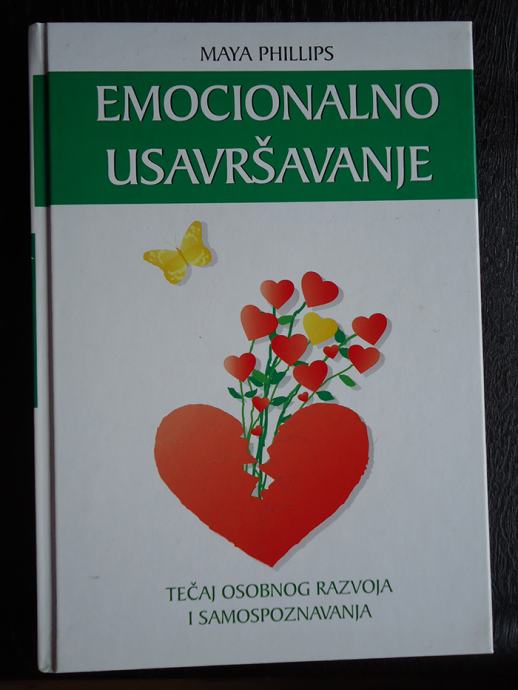 MAYA PHILLIPS
EMOCIONALNO
USAVRŠAVANJE
TEČAJ OSOBNOG RAZVOJA
I SAMOSPOZNAVANJA